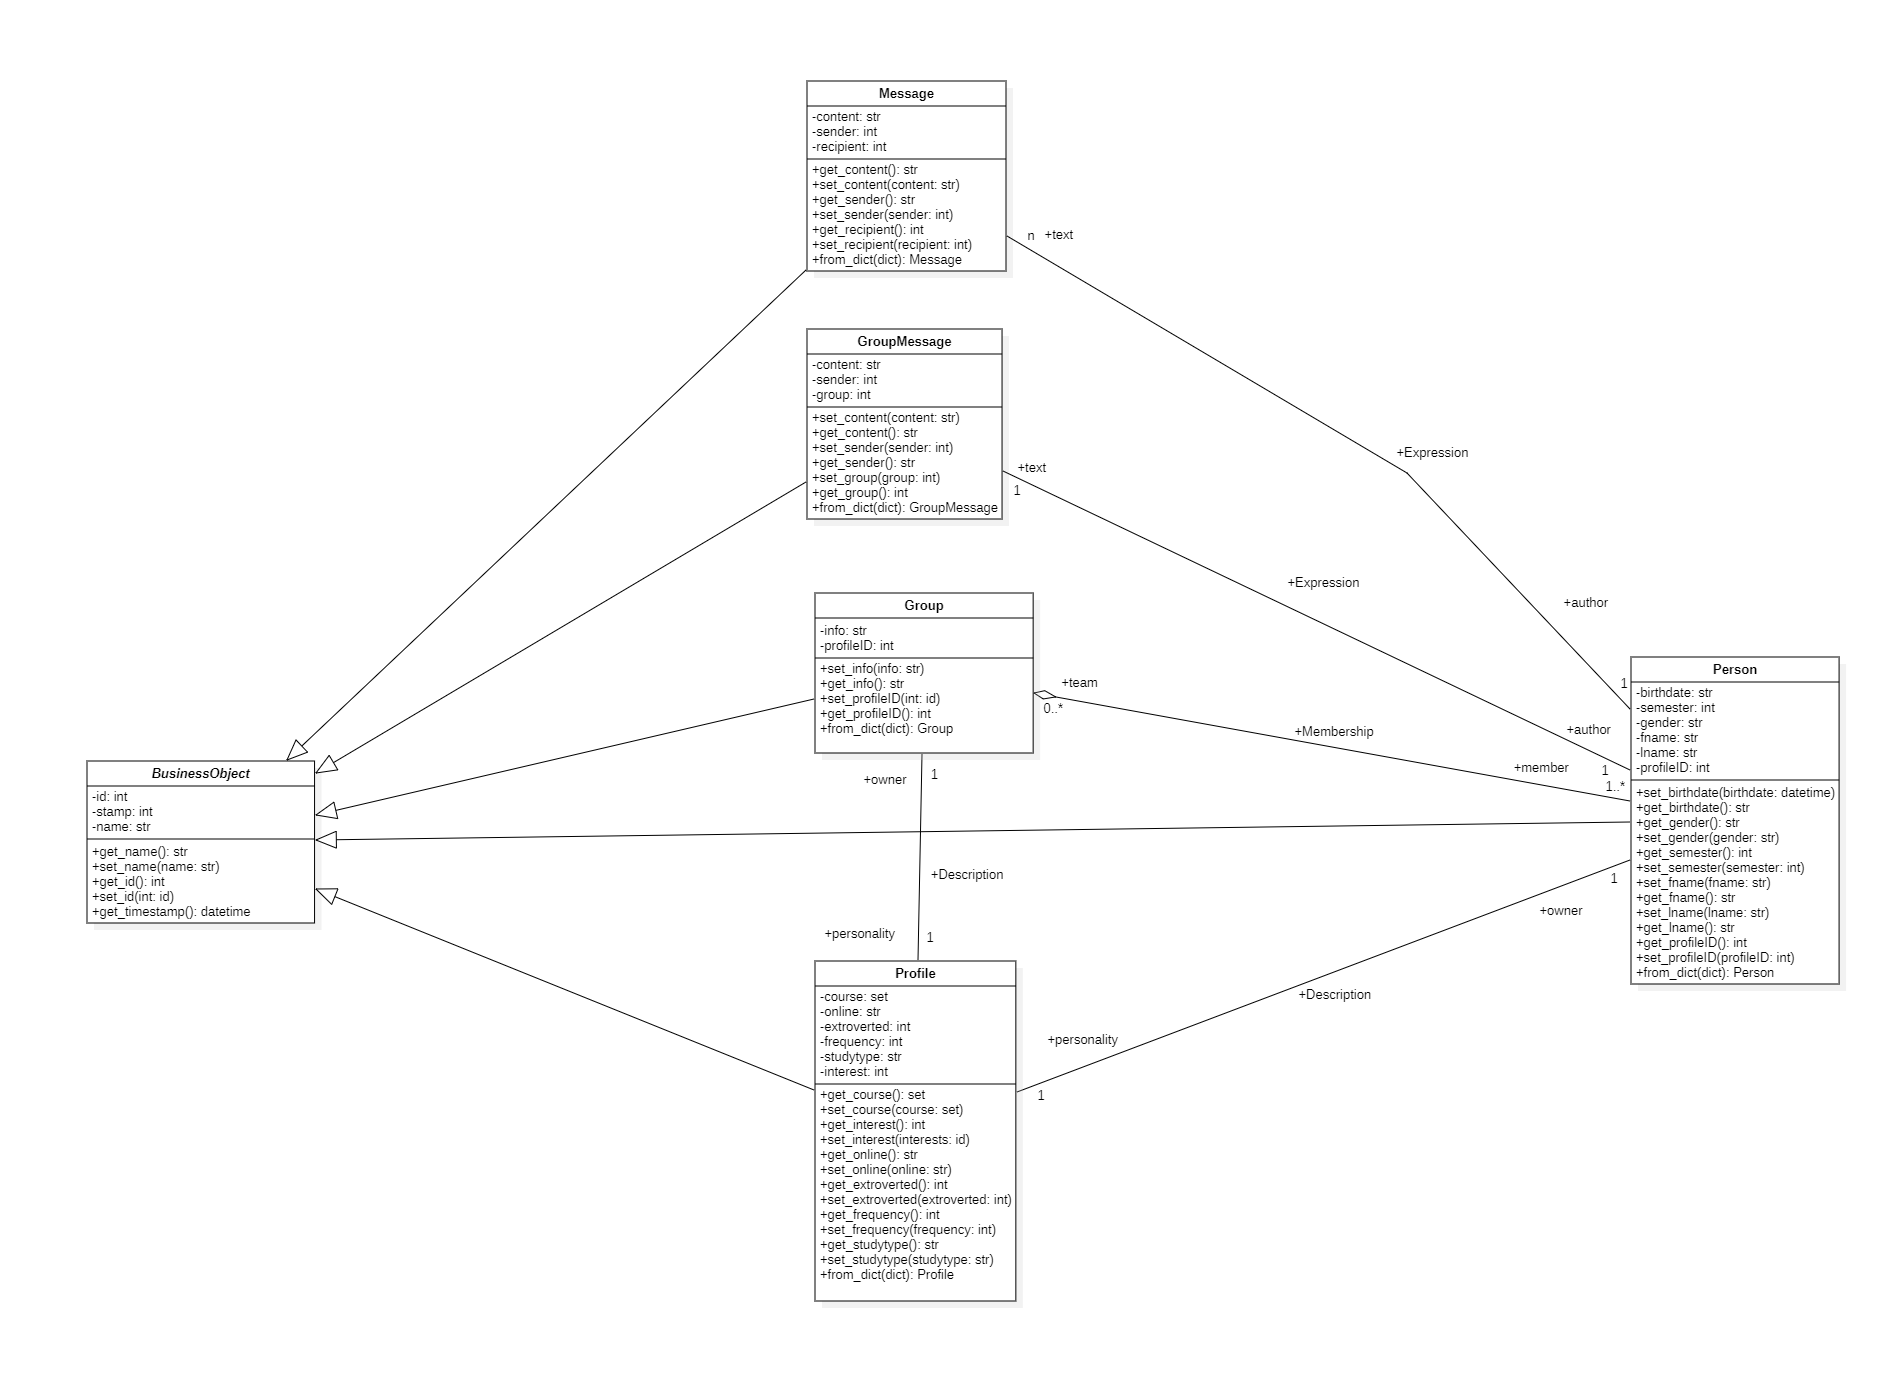 Message
-content: str
-sender: int
-recipient: int
+get_content(): str
+set_content(content: str)
+get_sender(): str
+set_sender(sender: int)
+get_recipient(): int
+set_recipient(recipient: int)
+from_dict(dict): Message
n +text
GroupMessage
-content: str
-sender: int
-group: int
+set_content(content: str)
+get_content(): str
+set_sender(sender: int)
+get_sender(): str
+set_group(group: int)
+get_group(): int
+from_dict(dict): GroupMessage
+text
1
+Expression
+Expression
+author
1
Group
-info: str
-profileID: int
+set_info(info: str)
+get_info(): str
+set_profileID(int: id)
+get_profileID(): int
+from_dict(dict): Group
+team
0..*
+Membership
+author
1
+member
1..*
Person
-birthdate: str
-semester: int
-gender: str
-fname: str
-lname: str
-profileID: int
+set_birthdate(birthdate: datetime)
+get_birthdate(): str
+get_gender(): str
+set_gender(gender: str)
+get_semester(): int
+set_semester(semester: int)
+set_fname(fname: str)
+get_fname(): str
+set_lname(lname: str)
+get_lname(): str
+get_profileID(): int
+set_profileID(profileID: int)
+from_dict(dict): Person
BusinessObject
-id: int
-stamp: int
-name: str
+get_name(): str
+set_name(name: str)
+get_id(): int
+set_id(int: id)
+get_timestamp(): datetime
+owner
1
+Description
+personality
1
1
+owner
+Description
+personality
1
Profile
-course: set
-online: str
-extroverted: int
-frequency: int
-studytype: str
-interest: int
+get_course(): set
+set_course(course: set)
+get_interest(): int
+set_interest(interests: id)
+get_online(): str
+set_online(online: str)
+get_extroverted(): int
+set_extroverted(extroverted: int)
+get_frequency(): int
+set_frequency(frequency: int)
+get_studytype(): str
+set_studytype(studytype: str)
+from_dict(dict): Profile